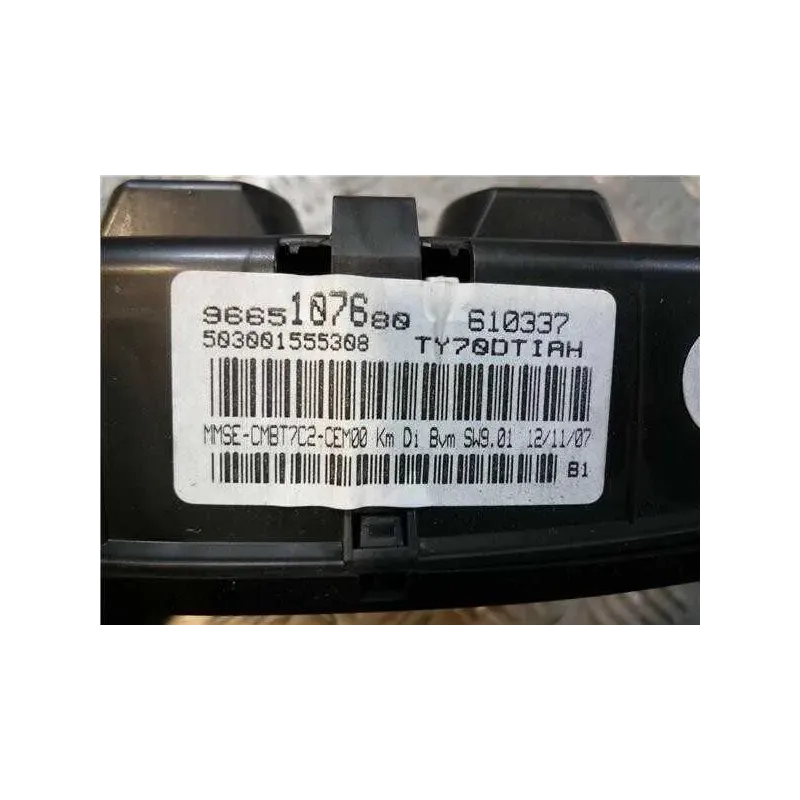 9665107680 610337
503001555308 TY70DTIAH
MMSE-CMBT7C2-CEM00 Km Di Bvm SW9.01 12/11/07
B1